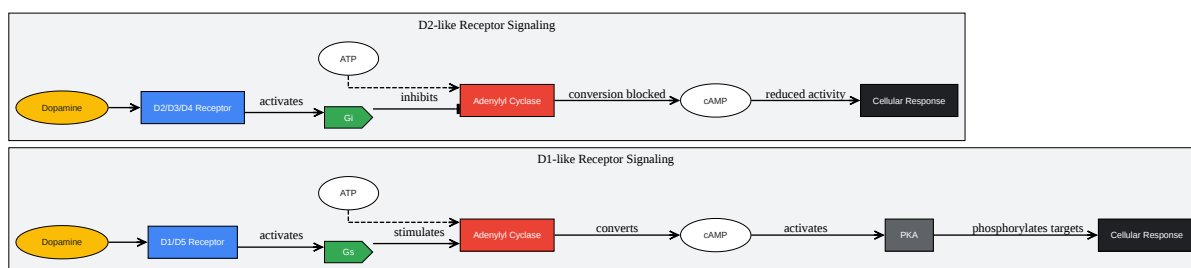 D2-like Receptor Signaling
ATP
Dopamine
D2/D3/D4 Receptor
activates
Gi
inhibits
Adenylyl Cyclase
conversion blocked
cAMP
reduced activity
Cellular Response
D1-like Receptor Signaling
ATP
Dopamine
D1/D5 Receptor
activates
Gs
stimulates
Adenylyl Cyclase
converts
cAMP
activates
PKA
phosphorylates targets
Cellular Response